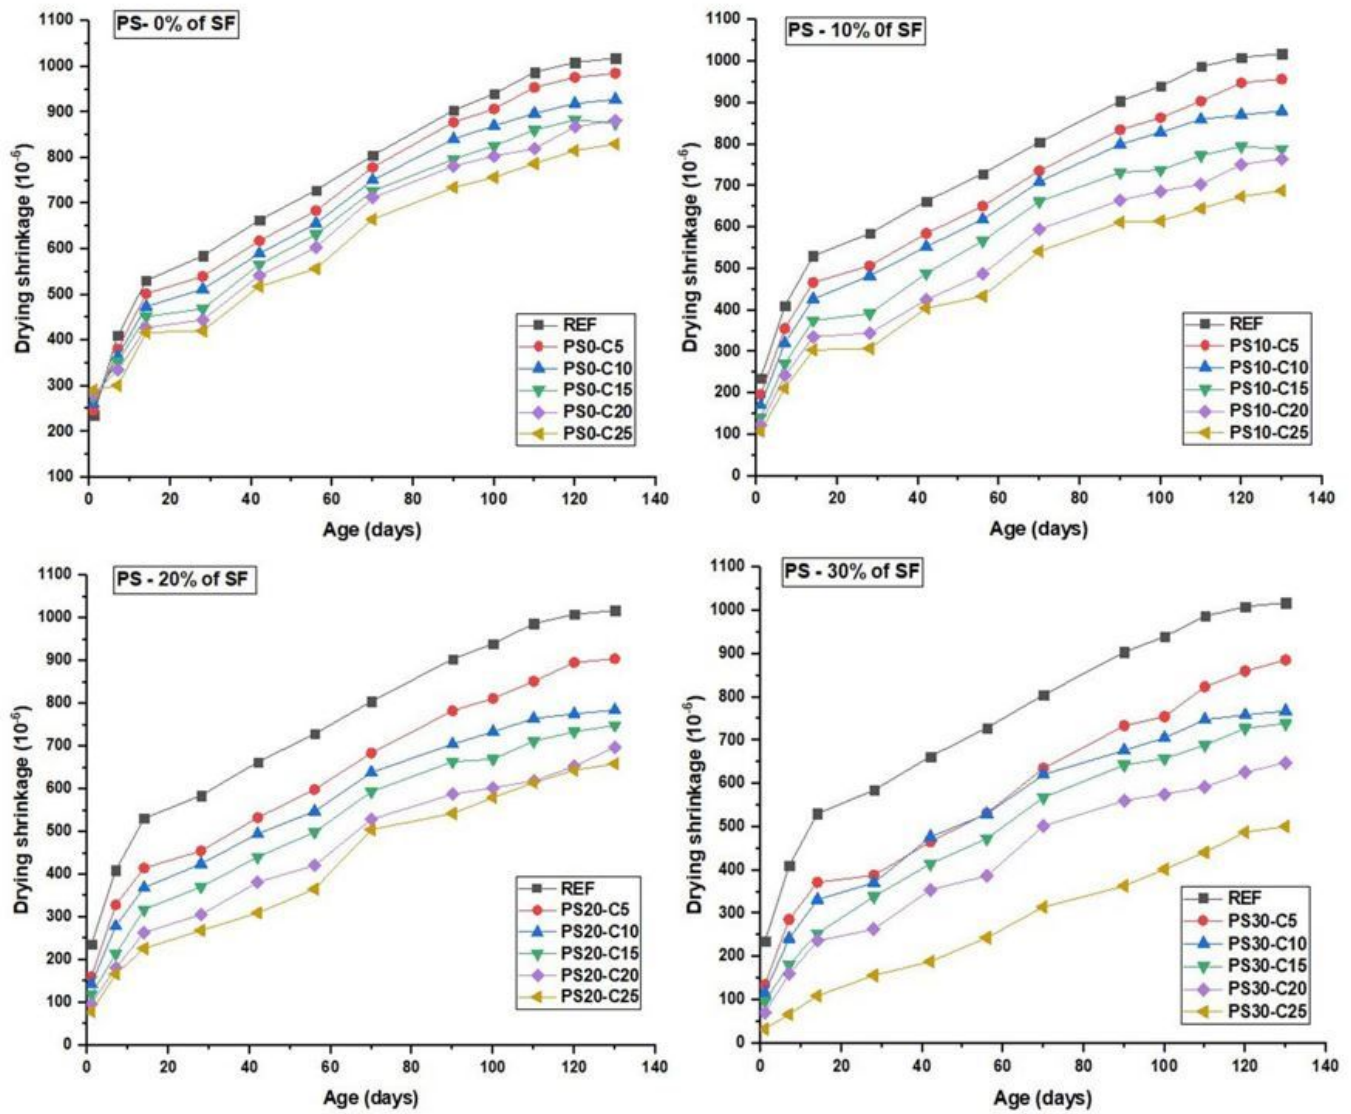 PS- 0% of SF
1100
1000
900
800
700
600
500
400
300
200
100
0
20
40
60
80
100
120
140
Drying shrinkage (10-6)
Age (days)
REF
PS0-C5
PS0-C10
PS0-C15
PS0-C20
PS0-C25
PS - 10% 0f SF
1100
1000
900
800
700
600
500
400
300
200
100
0
0
20
40
60
80
100
120
140
Drying shrinkage (10-6)
Age (days)
REF
PS10-C5
PS10-C10
PS10-C15
PS10-C20
PS10-C25
PS - 20% of SF
1100
1000
900
800
700
600
500
400
300
200
100
0
0
20
40
60
80
100
120
140
Drying shrinkage (10-6)
Age (days)
REF
PS20-C5
PS20-C10
PS20-C15
PS20-C20
PS20-C25
PS - 30% of SF
1100
1000
900
800
700
600
500
400
300
200
100
0
0
20
40
60
80
100
120
140
Drying shrinkage (10-6)
Age (days)
REF
PS30-C5
PS30-C10
PS30-C15
PS30-C20
PS30-C25